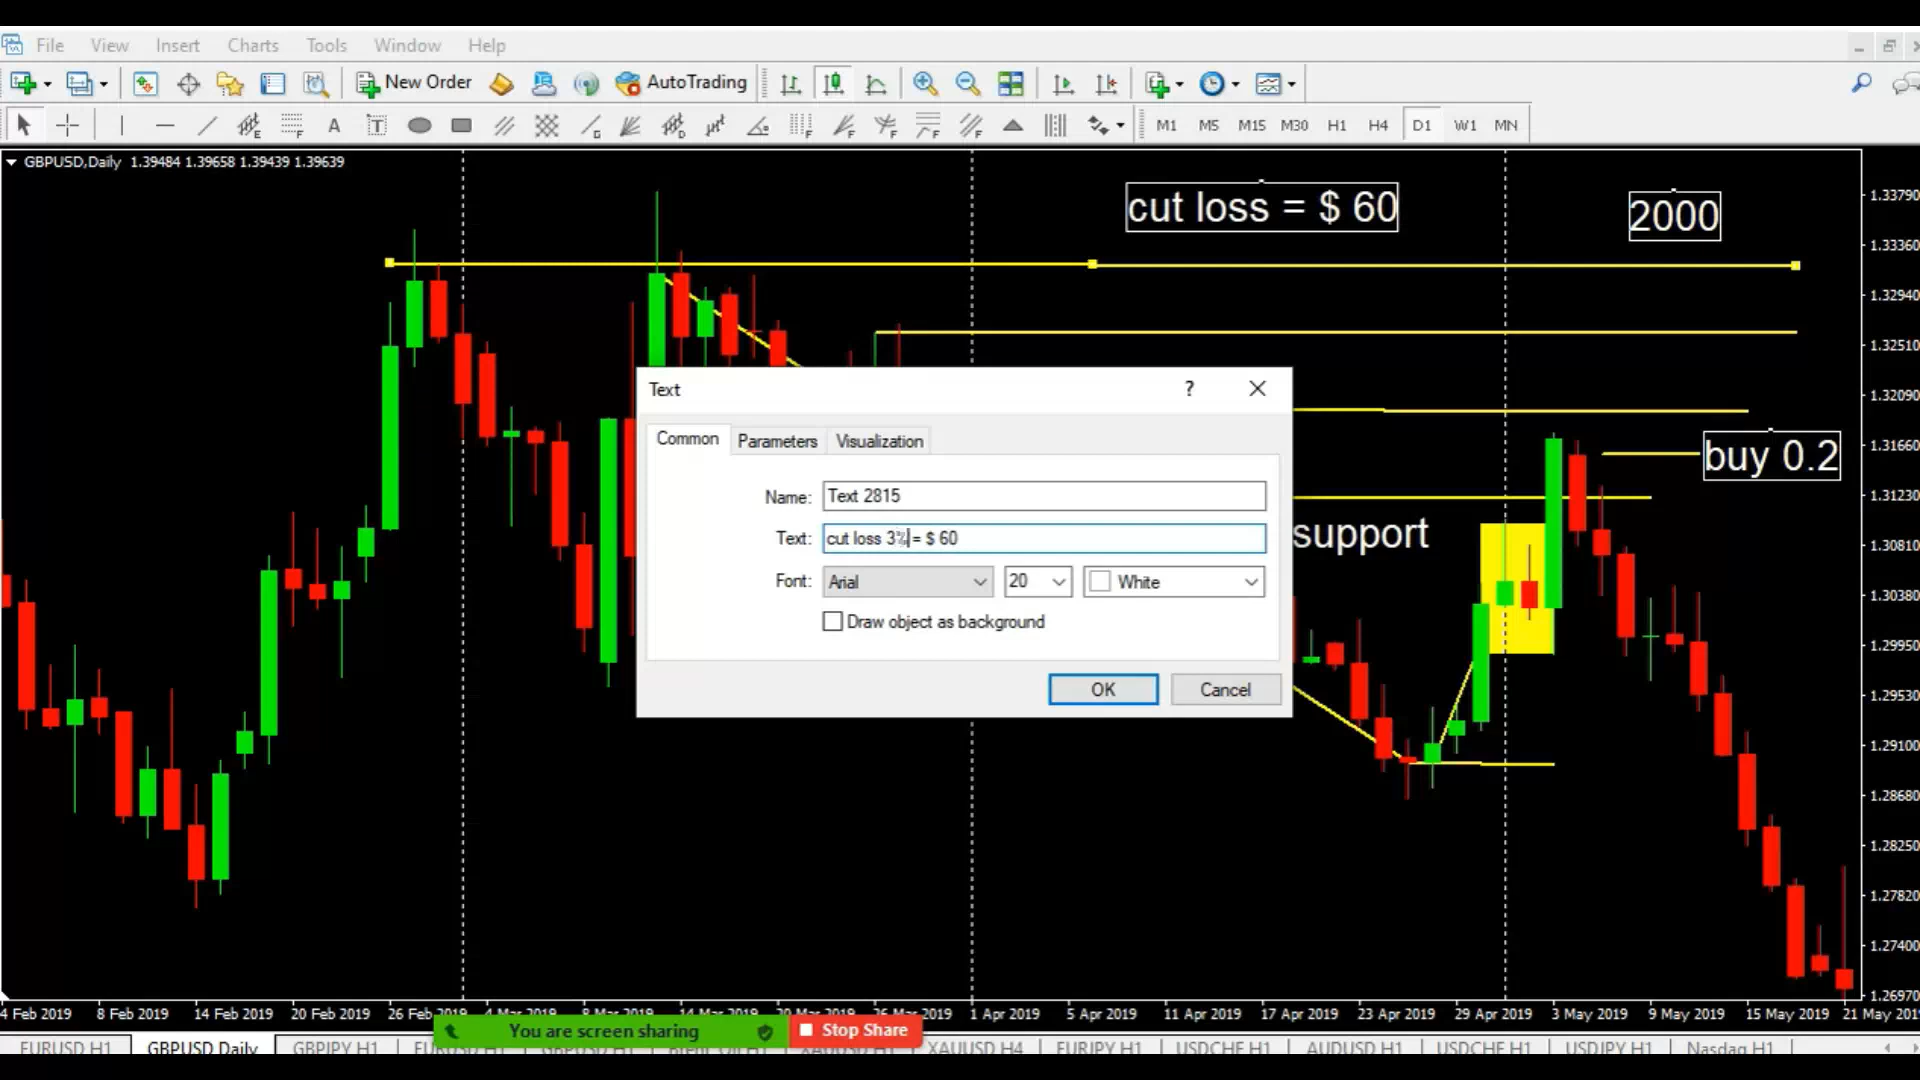 File View Insert Charts Tools Window Help
New Order AutoTrading
M1 M5 M15 M30 H1 H4 D1 W1 MN
GBPUSD,Daily 1.39484 1.39658 1.39439 1.39639
cut loss = $ 60
2000
1.33790
1.33360
1.32940
1.32510
1.32090
1.31660
1.31230
1.30810
1.30380
1.29950
1.29530
1.29100
1.28680
1.28250
1.27820
1.27400
1.26970
buy 0.2
support
Text
Common Parameters Visualization
Name: Text 2815
Text: cut loss 3% = $ 60
Font: Arial 20 White
Draw object as background
OK Cancel
4 Feb 2019 8 Feb 2019 14 Feb 2019 20 Feb 2019 26 Feb 2019 1 Apr 2019 5 Apr 2019 11 Apr 2019 17 Apr 2019 23 Apr 2019 29 Apr 2019 3 May 2019 9 May 2019 15 May 2019 21 May 2019
You are screen sharing Stop Share
EURUSD H1 GBPUSD Daily GBPJPY H1 XAUUSD H4 EURJPY H1 USDCHF H1 AUDUSD H1 USDCHF H1 USDJPY H1 Nasdaq H1